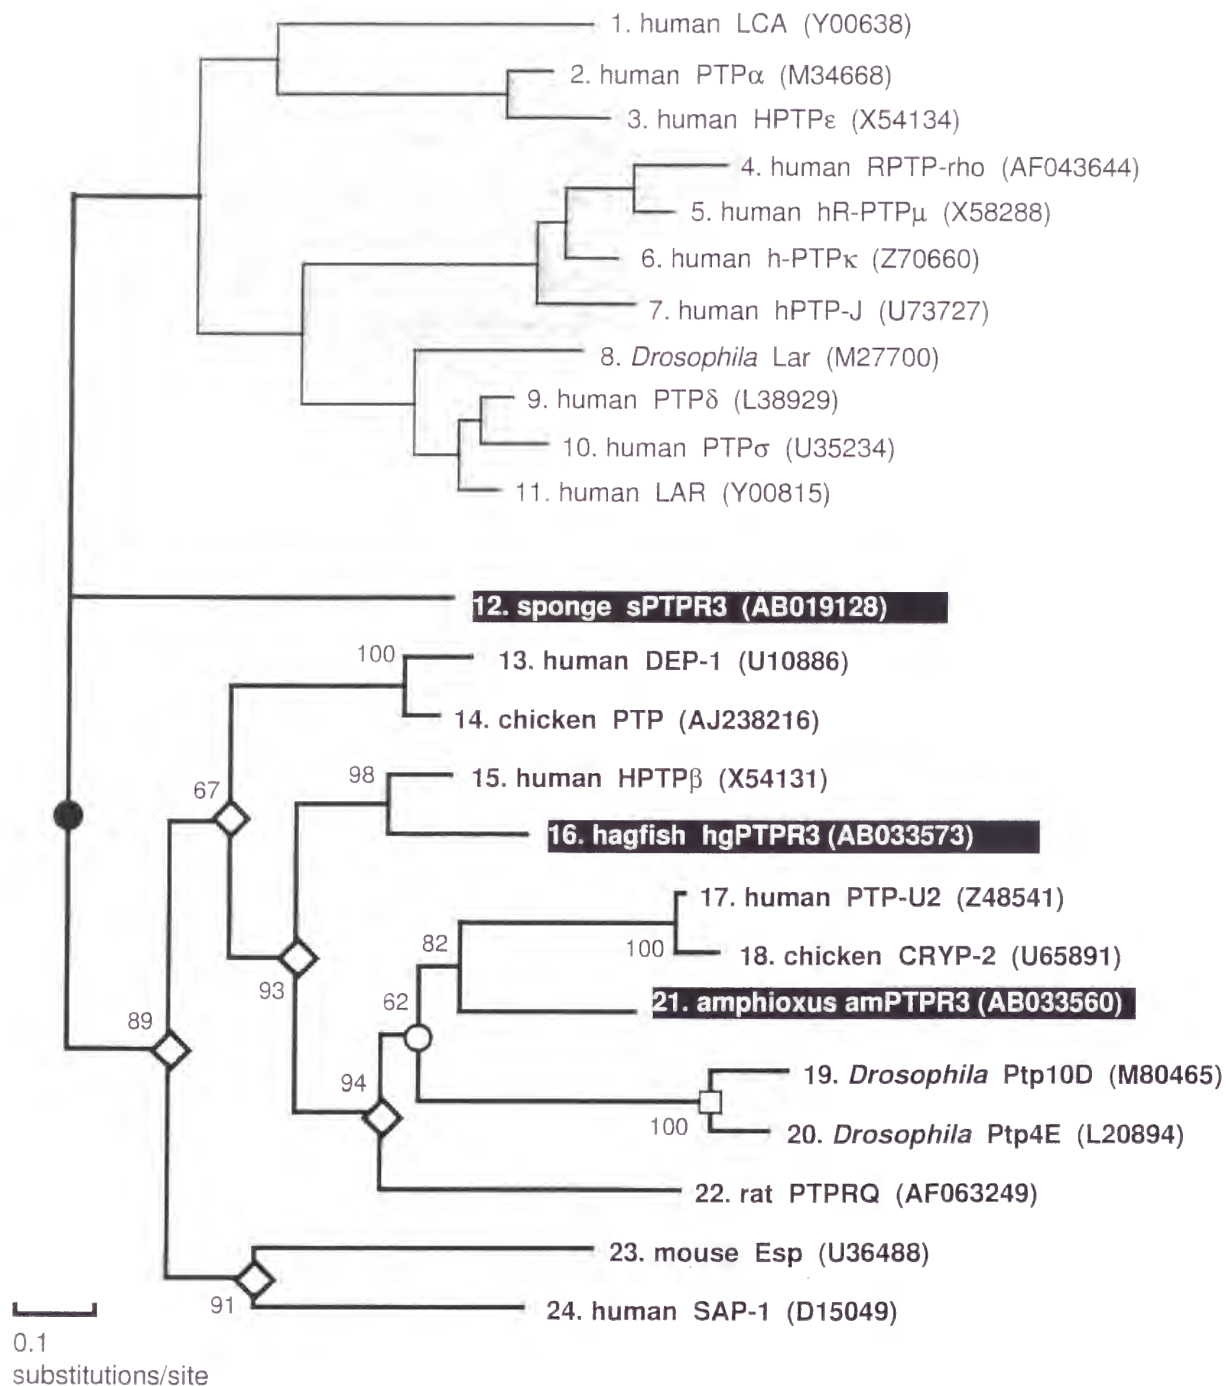 1. human LCA (Y00638)
2. human PTPα (M34668)
3. human HPTPε (X54134)
4. human RPTP-rho (AF043644)
5. human hR-PTPμ (X58288)
6. human h-PTPκ (Z70660)
7. human hPTP-J (U73727)
8. Drosophila Lar (M27700)
9. human PTPδ (L38929)
10. human PTPσ (U35234)
11. human LAR (Y00815)
12. sponge sPTPR3 (AB019128)
100
13. human DEP-1 (U10886)
14. chicken PTP (AJ238216)
98
15. human HPTPβ (X54131)
67
16. hagfish hgPTPR3 (AB033573)
17. human PTP-U2 (Z48541)
82
100
18. chicken CRYP-2 (U65891)
93
62
21. amphioxus amPTPR3 (AB033560)
89
94
19. Drosophila Ptp10D (M80465)
100
20. Drosophila Ptp4E (L20894)
22. rat PTPRQ (AF063249)
23. mouse Esp (U36488)
91
24. human SAP-1 (D15049)
0.1
substitutions/site